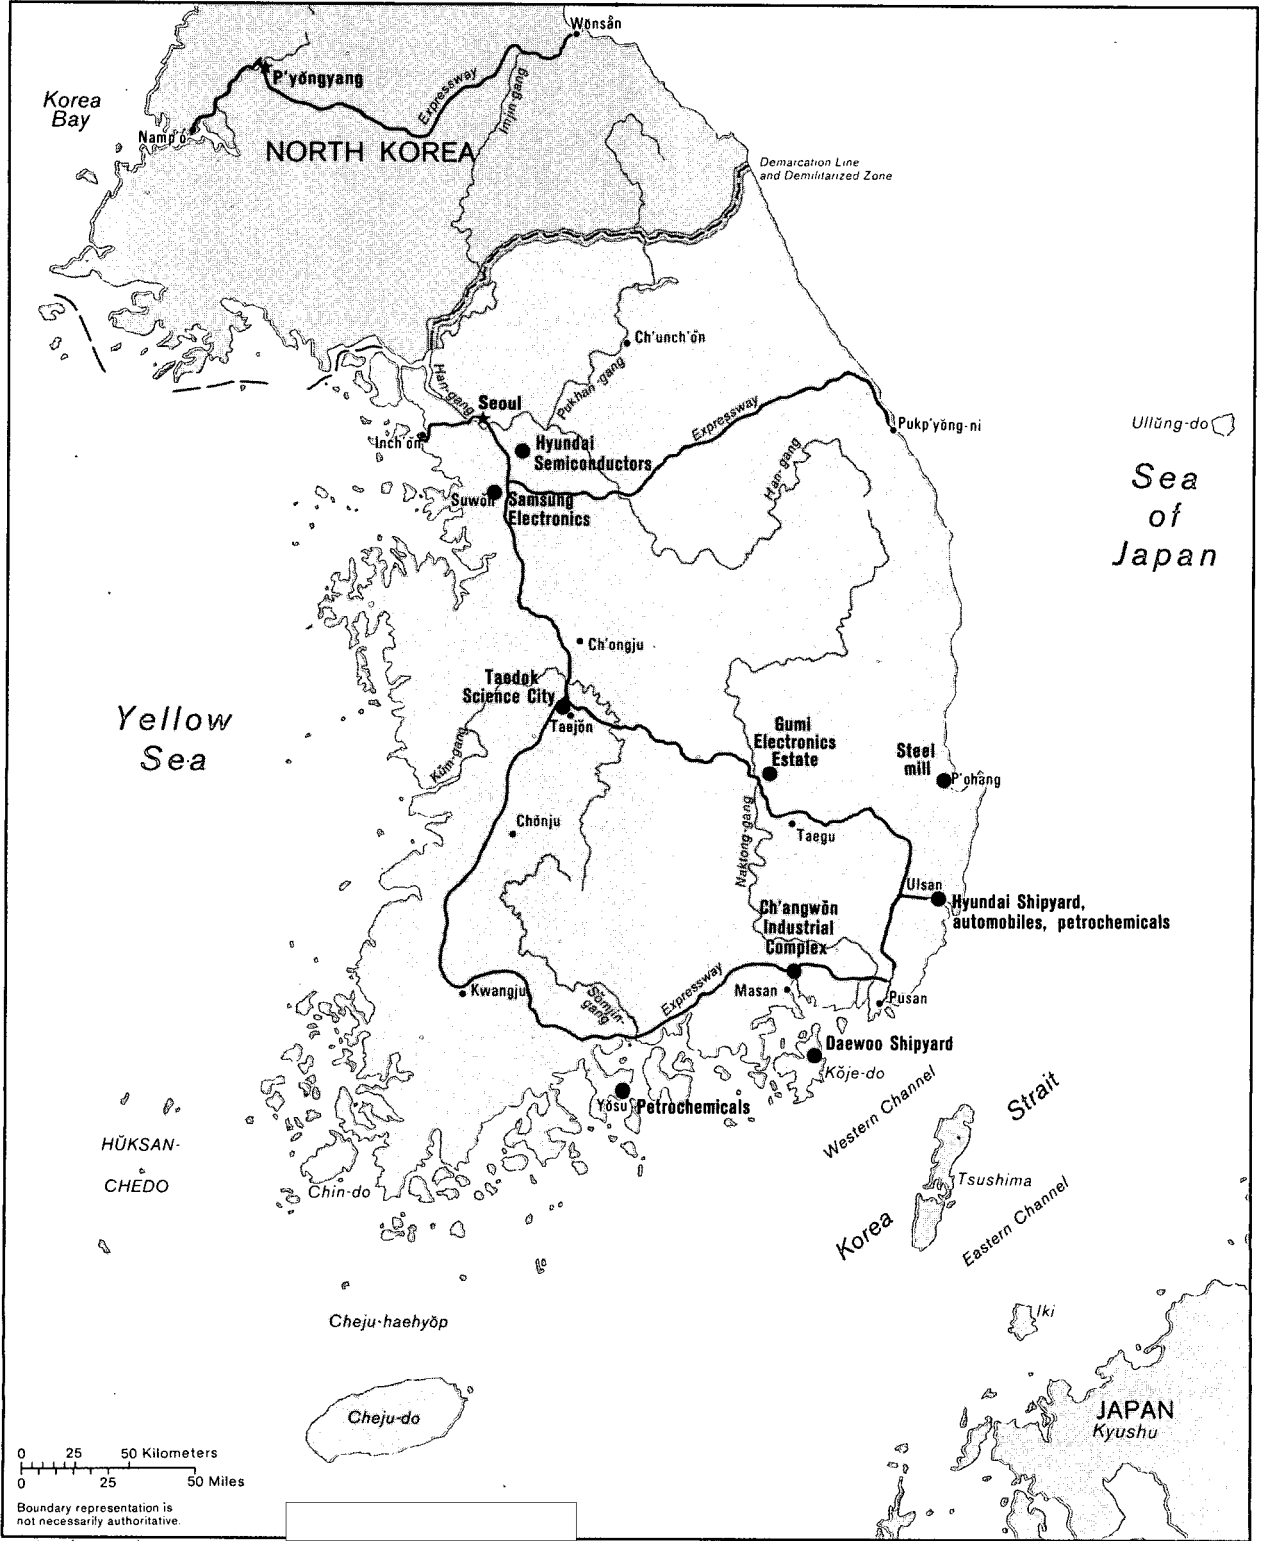 Wŏnsån
P'yŏngyang
Expressway
Imjin-gang
Korea
Bay
Namp'o
NORTH KOREA
Demarcation Line
and Demilitarized Zone
Ch'unch'ŏn
Han-gang
Pukhan-gang
Seoul
Expressway
Pukp'yŏng-ni
Ullŭng-do
Inch'ŏn
Hyundai
Semiconductors
Han-gang
Sea
of
Japan
Suwŏn
Samsung
Electronics
Ch'ongju
Taedok
Science City
Taejŏn
Yellow
Sea
Kŭm-gang
Gumi
Electronics
Estate
Steel
mill
P'ohâng
Chŏnju
Naktong-gang
Taegu
Ulsan
Hyundai Shipyard,
automobiles, petrochemicals
Ch'angwŏn
Industrial
Complex
Kwangju
Sŏmjin-
gang
Expressway
Masan
Pusan
Daewoo Shipyard
Kŏje-do
Yŏsu
Petrochemicals
Western Channel
Strait
HŬKSAN-
CHEDO
Chin-do
Tsushima
Korea
Eastern Channel
Iki
Cheju-haehyŏp
Cheju-do
JAPAN
Kyushu
0 25 50 Kilometers
0 25 50 Miles
Boundary representation is
not necessarily authoritative.